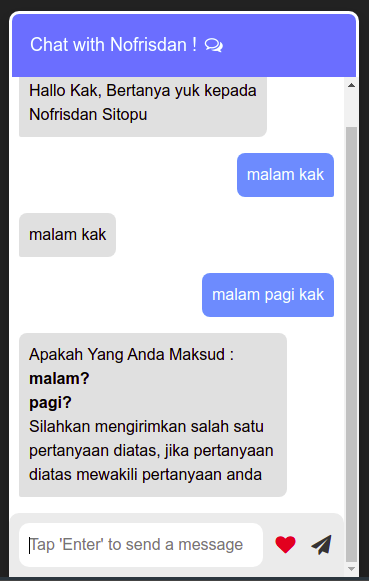 Chat with Nofrisdan !
Hallo Kak, Bertanya yuk kepada
Nofrisdan Sitopu
malam kak
malam kak
malam pagi kak
Apakah Yang Anda Maksud :
malam?
pagi?
Silahkan mengirimkan salah satu
pertanyaan diatas, jika pertanyaan
diatas mewakili pertanyaan anda
Tap 'Enter' to send a message